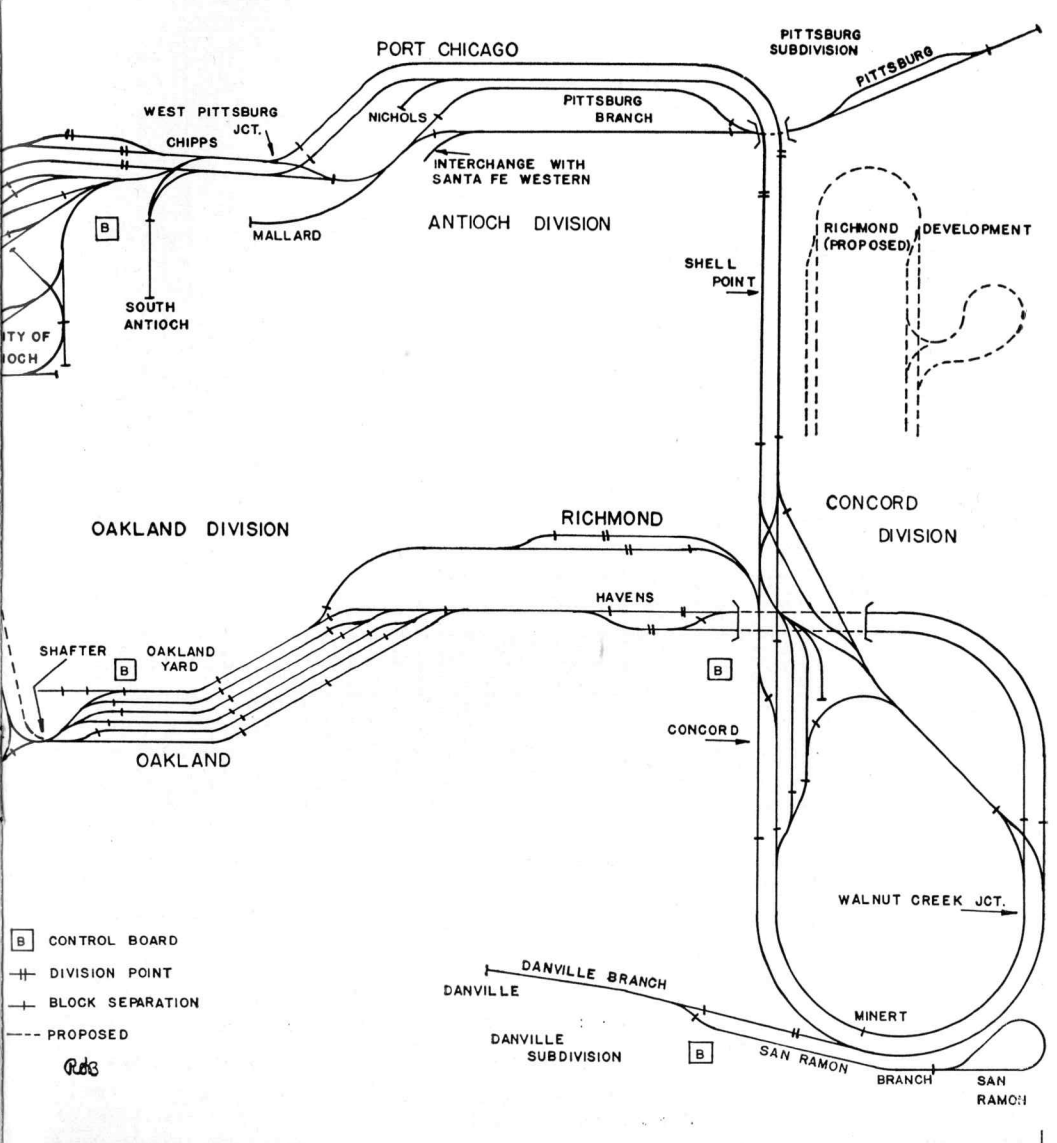 PORT CHICAGO
PITTSBURG
SUBDIVISION
PITTSBURG
WEST PITTSBURG
JCT.
CHIPPS
NICHOLS
PITTSBURG
BRANCH
INTERCHANGE WITH
SANTA FE WESTERN
B
MALLARD
ANTIOCH DIVISION
RICHMOND DEVELOPMENT
(PROPOSED)
SHELL
POINT
SOUTH
ANTIOCH
ITY OF
IOCH
OAKLAND DIVISION
RICHMOND
CONCORD
DIVISION
HAVENS
SHAFTER
B
OAKLAND
YARD
B
CONCORD
OAKLAND
WALNUT CREEK JCT.
B CONTROL BOARD
DIVISION POINT
BLOCK SEPARATION
PROPOSED
DANVILLE BRANCH
DANVILLE
MINERT
DANVILLE
SUBDIVISION
B
SAN RAMON
BRANCH
SAN
RAMON